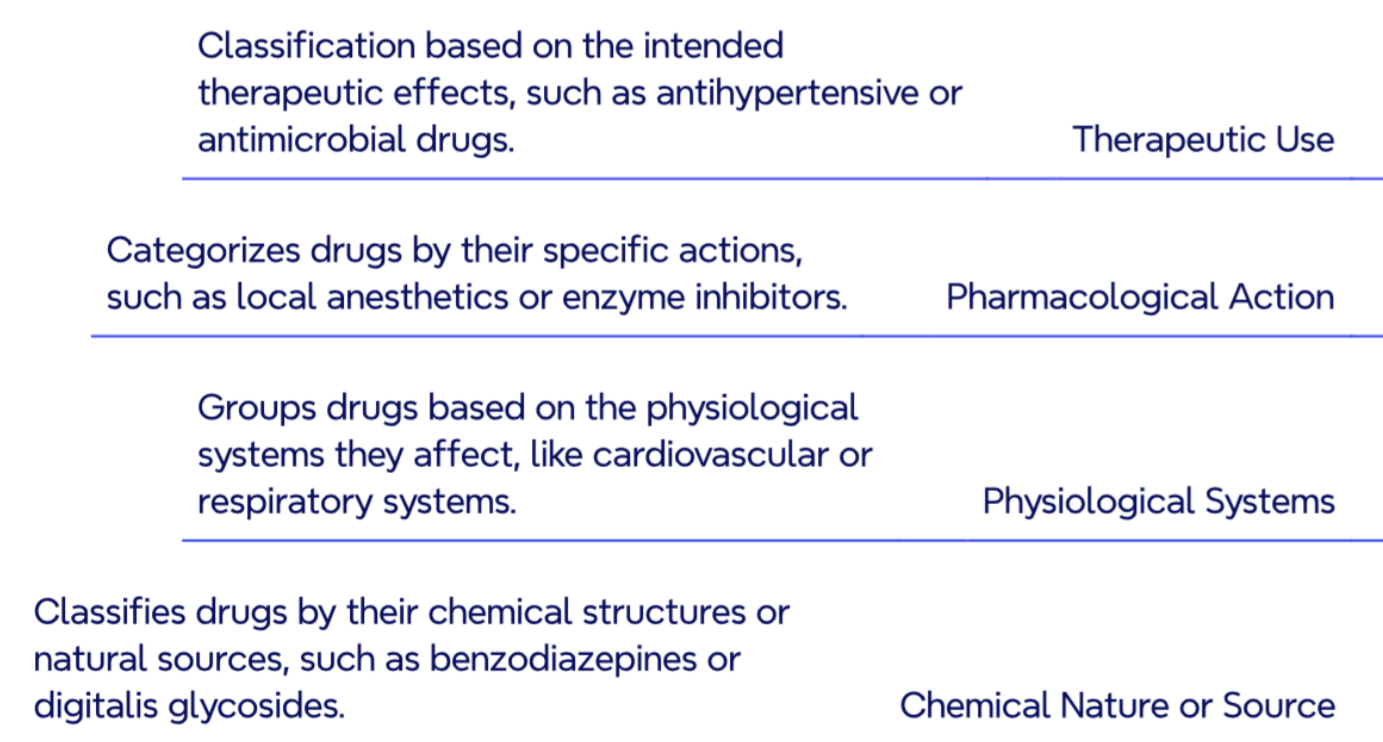 Classification based on the intended
therapeutic effects, such as antihypertensive or
antimicrobial drugs.
Therapeutic Use
Categorizes drugs by their specific actions,
such as local anesthetics or enzyme inhibitors.
Pharmacological Action
Groups drugs based on the physiological
systems they affect, like cardiovascular or
respiratory systems.
Physiological Systems
Classifies drugs by their chemical structures or
natural sources, such as benzodiazepines or
digitalis glycosides.
Chemical Nature or Source